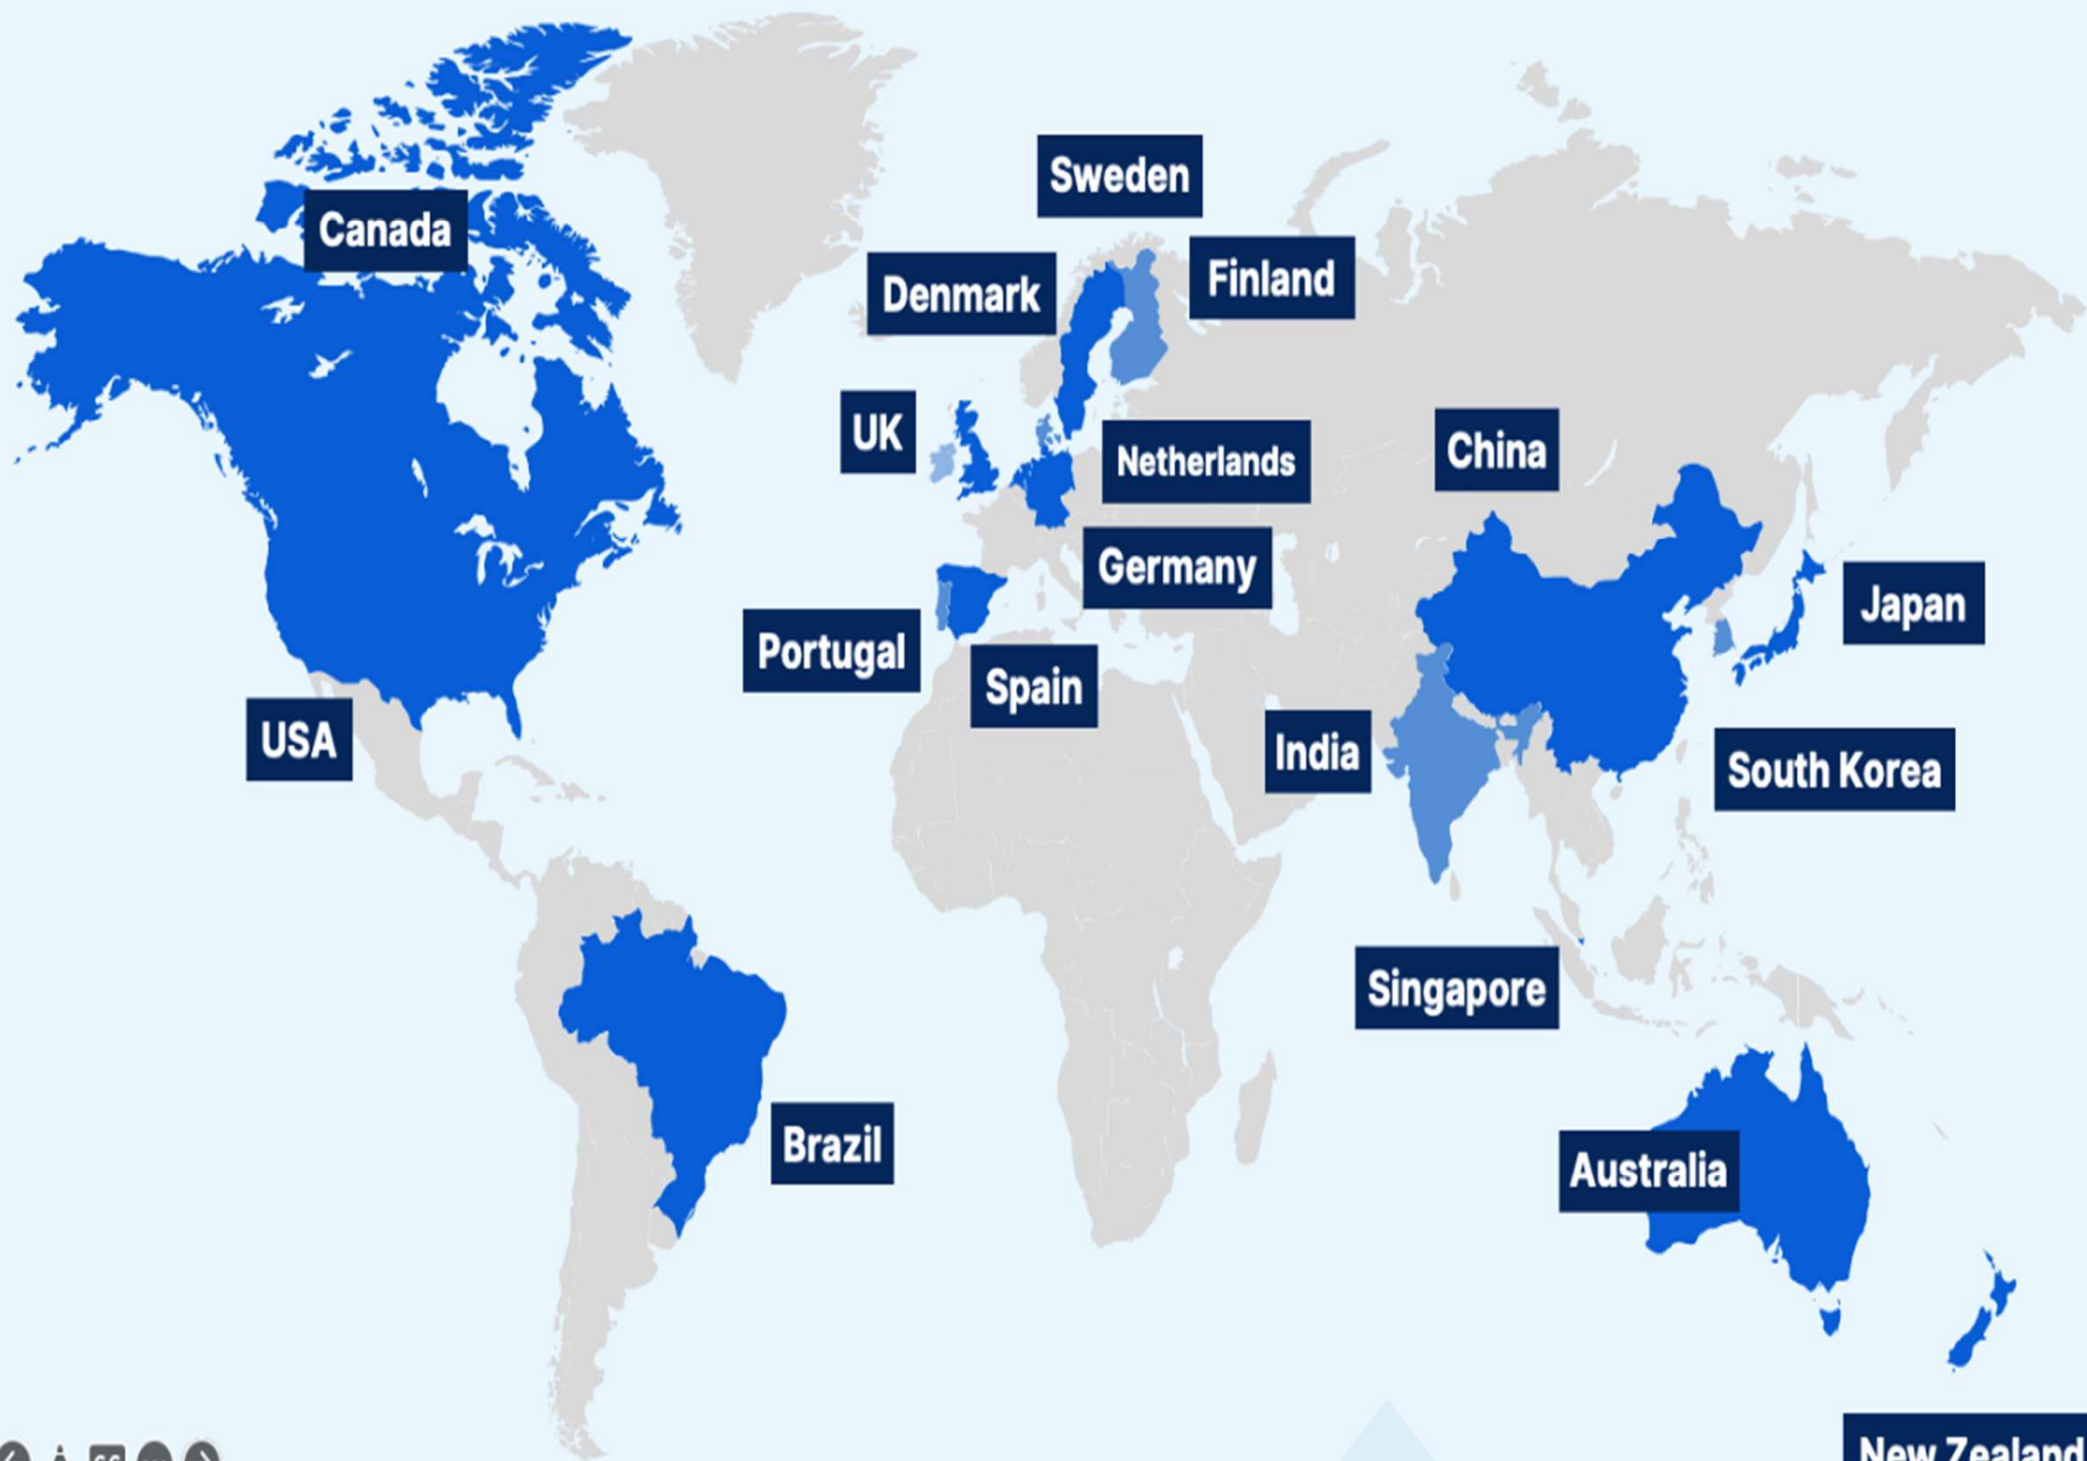 Sweden
Canada
Finland
Denmark
UK
China
Netherlands
Germany
Japan
Portugal
Spain
USA
India
South Korea
Singapore
Brazil
Australia
New Zealand